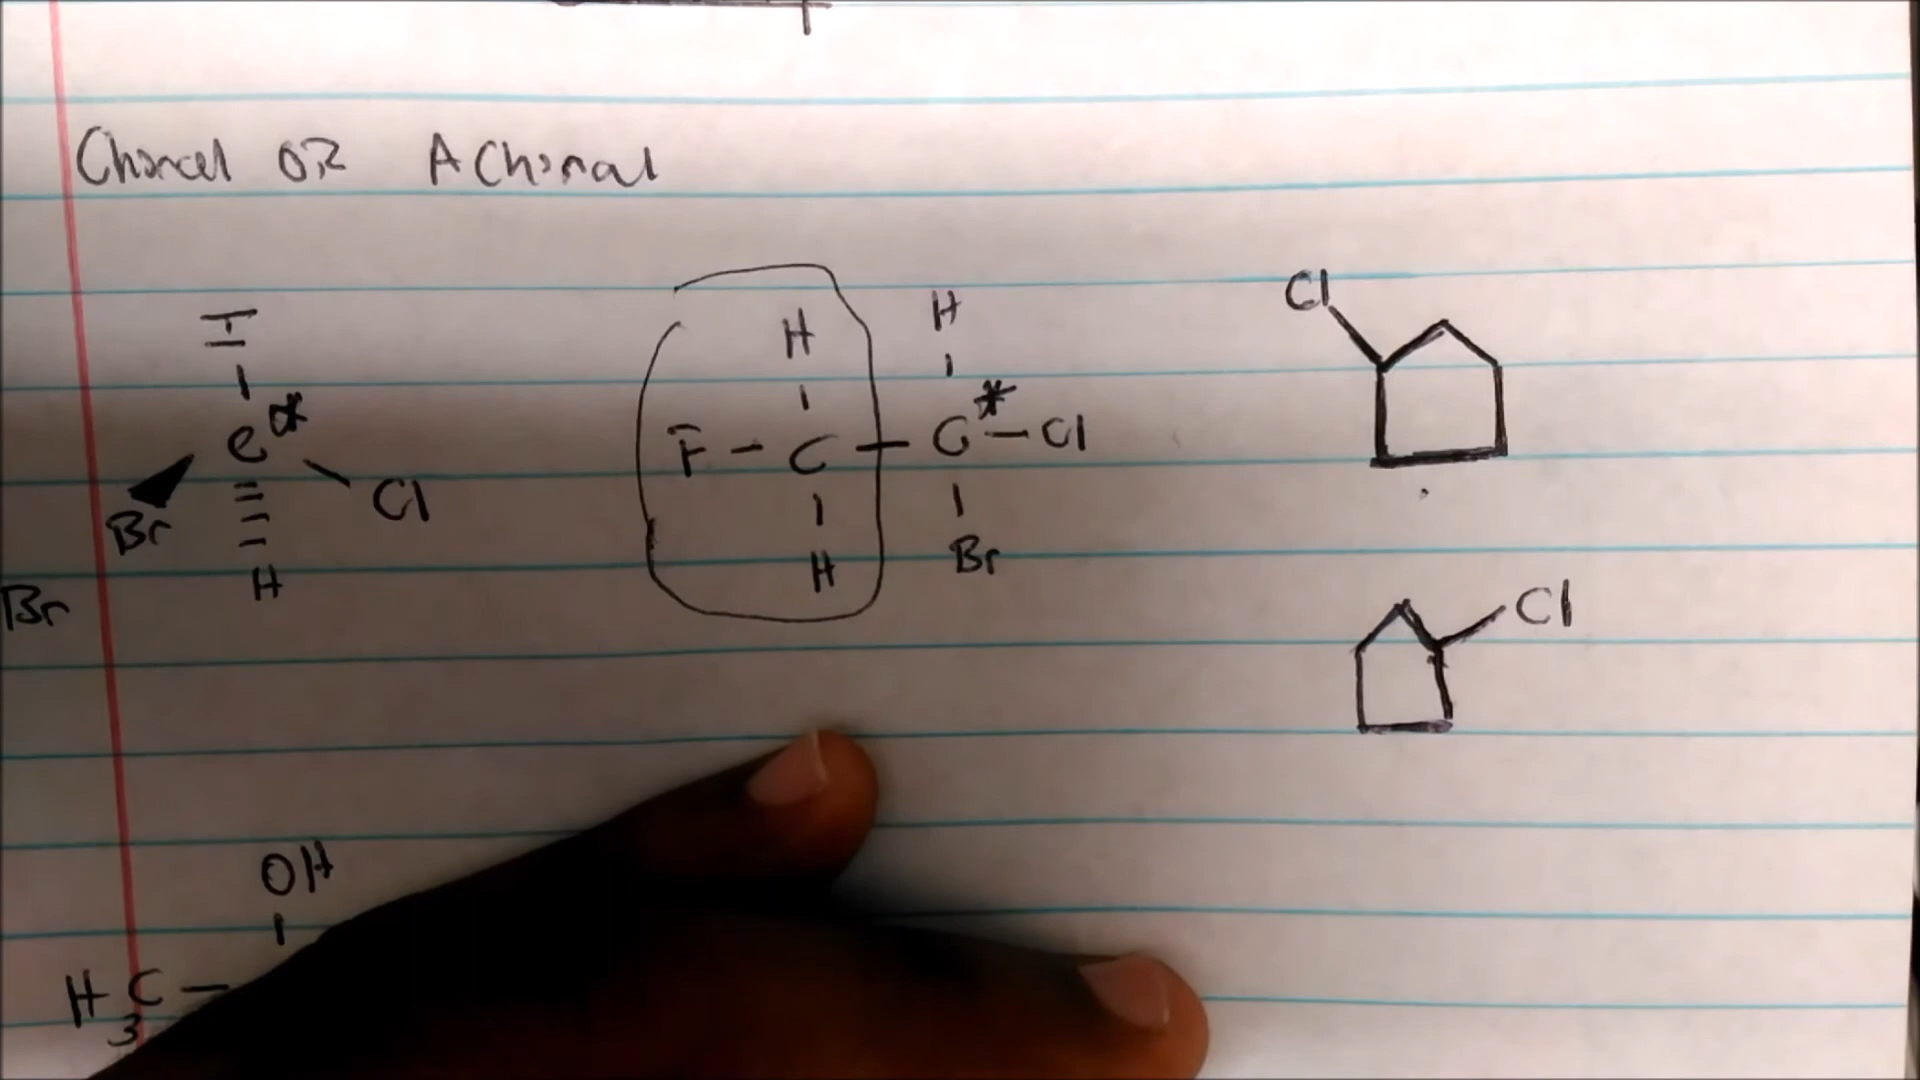 Chiral OR AChiral
I
C*
Br
Cl
H
Br
H
H
F - C - C* - Cl
H
Br
Cl
Cl
OH
H3C -